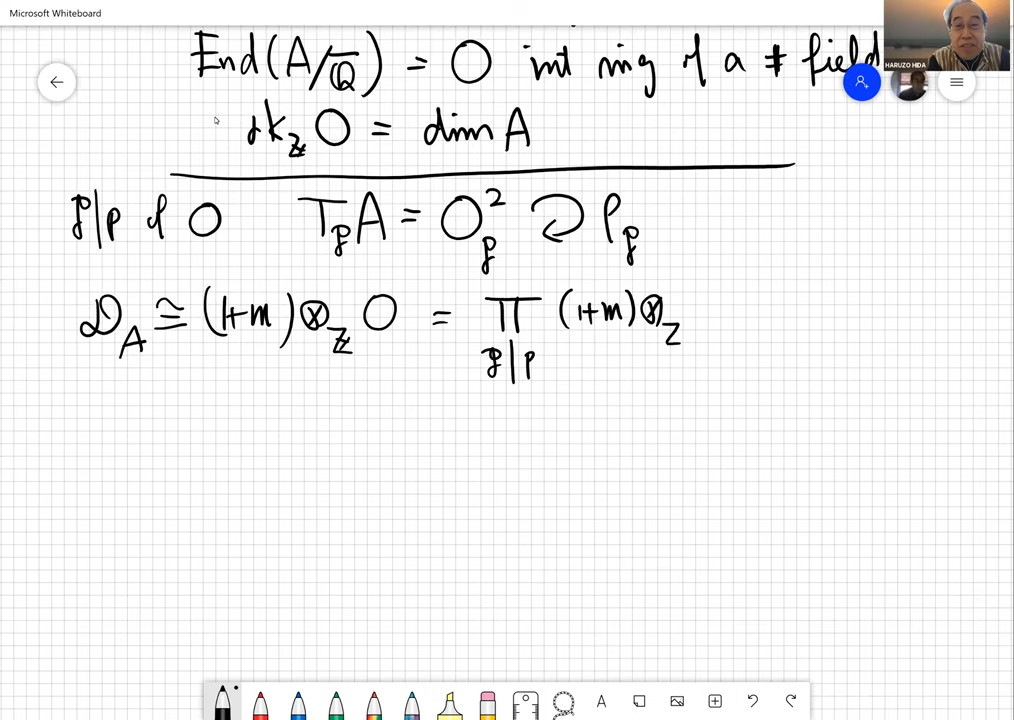 Microsoft Whiteboard
HARUZO HIDA
End(A/ℚ̅) = O int ring of a # field
rk_ℤ O = dim A
𝔭|p of O T_𝔭A = O_𝔭^2 ⊃ ρ_𝔭
𝒟_A ≅ (1+m)⊗_ℤ O = ∏_{𝔭|p} (1+m)⊗_ℤ
A